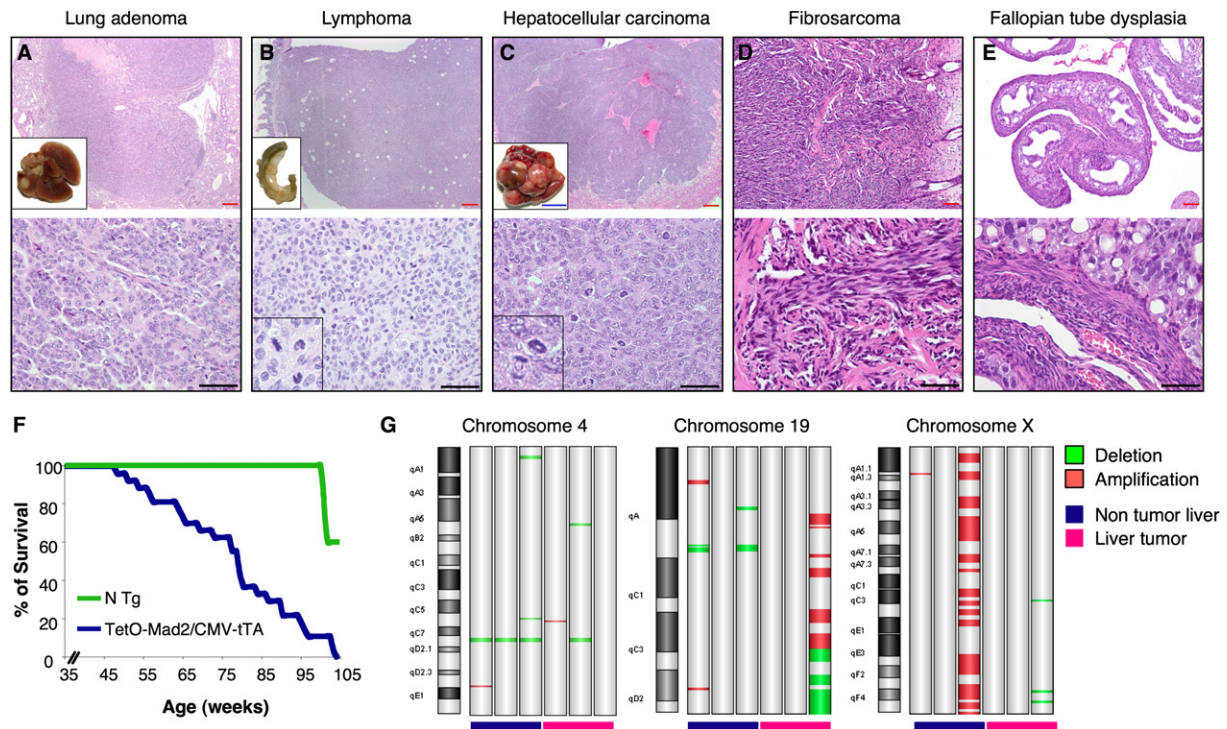 Lung adenoma
Lymphoma
Hepatocellular carcinoma
Fibrosarcoma
Fallopian tube dysplasia
A
B
C
D
E
F
100
80
60
40
20
0
% of Survival
N Tg
TetO-Mad2/CMV-tTA
35 45 55 65 75 85 95 105
Age (weeks)
G
Chromosome 4
qA1
qA3
qA5
qB2
qC1
qC3
qC5
qC7
qD2.1
qD2.3
qE1
Chromosome 19
qA
qC1
qC3
qD2
Chromosome X
qA1.1
qA1.3
qA3.1
qA3.3
qA6
qA7.1
qA7.3
qC1
qC3
qE1
qE3
qF2
qF4
Deletion
Amplification
Non tumor liver
Liver tumor